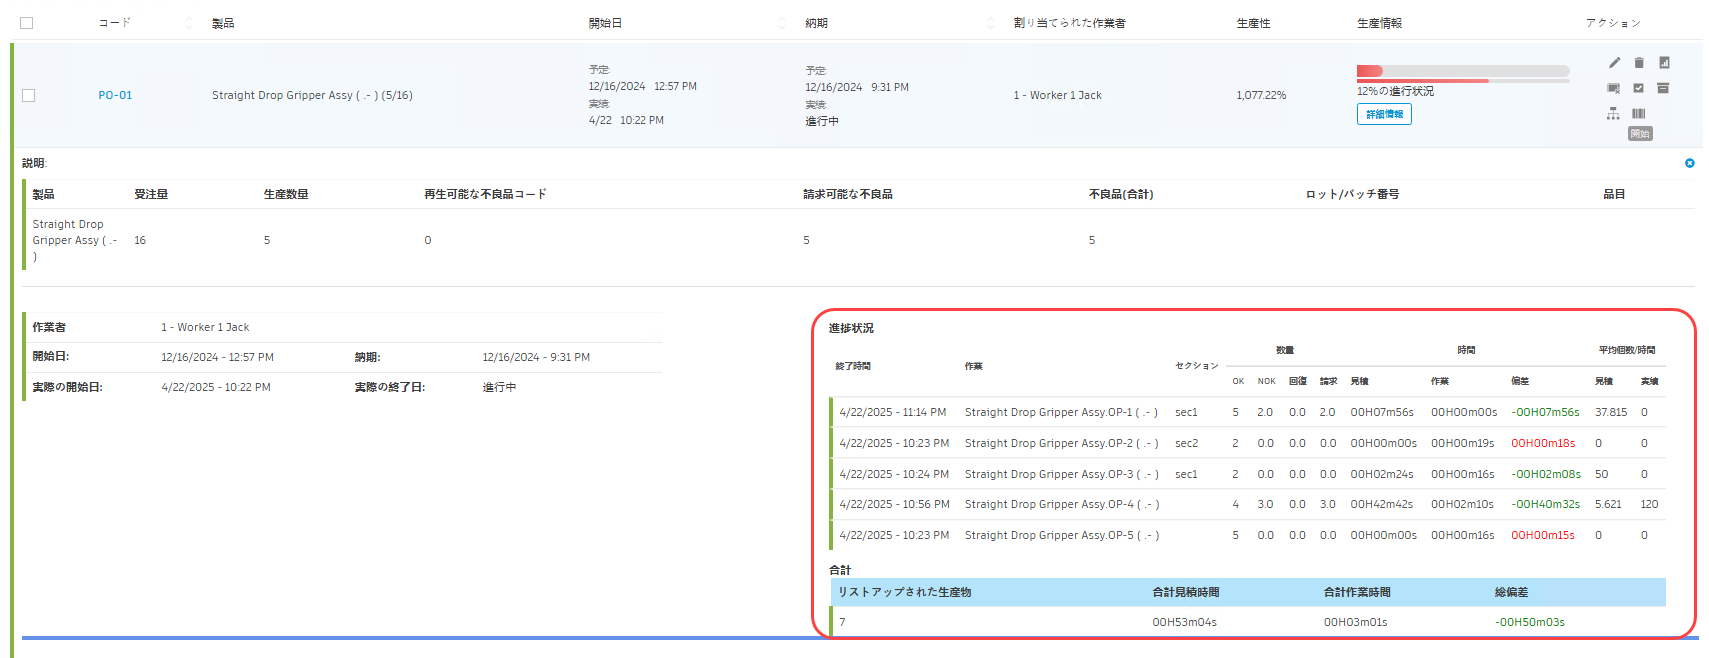 コード 製品 開始日 納期 割り当てられた作業者 生産性 生産情報 アクション
予定: 予定:
12/16/2024 12:57 PM 12/16/2024 9:31 PM
PO-01 Straight Drop Gripper Assy ( .- ) (5/16) 実績: 実績: 1 - Worker 1 Jack 1,077.22% 12%の進行状況
4/22 10:22 PM 進行中 詳細情報
開始
説明:
製品 受注量 生産数量 再生可能な不良品コード 請求可能な不良品 不良品(合計) ロット/バッチ番号 品目
Straight Drop
Gripper Assy ( .- 16 5 0 5 5
)
作業者 1 - Worker 1 Jack
開始日: 12/16/2024 - 12:57 PM 納期: 12/16/2024 - 9:31 PM
実際の開始日: 4/22/2025 - 10:22 PM 実際の終了日: 進行中
進捗状況
数量 時間 平均個数/時間
終了時間 作業 セクション
OK NOK 回復 請求 見積 作業 偏差 見積 実績
4/22/2025 - 11:14 PM Straight Drop Gripper Assy.OP-1 ( .- ) sec1 5 2.0 0.0 2.0 00H07m56s 00H00m00s -00H07m56s 37.815 0
4/22/2025 - 10:23 PM Straight Drop Gripper Assy.OP-2 ( .- ) sec2 2 0.0 0.0 0.0 00H00m00s 00H00m19s 00H00m18s 0 0
4/22/2025 - 10:24 PM Straight Drop Gripper Assy.OP-3 ( .- ) sec1 2 0.0 0.0 0.0 00H02m24s 00H00m16s -00H02m08s 50 0
4/22/2025 - 10:56 PM Straight Drop Gripper Assy.OP-4 ( .- ) 4 3.0 0.0 3.0 00H42m42s 00H02m10s -00H40m32s 5.621 120
4/22/2025 - 10:23 PM Straight Drop Gripper Assy.OP-5 ( .- ) 5 0.0 0.0 0.0 00H00m00s 00H00m16s 00H00m15s 0 0
合計
リストアップされた生産物 合計見積時間 合計作業時間 総偏差
7 00H53m04s 00H03m01s -00H50m03s